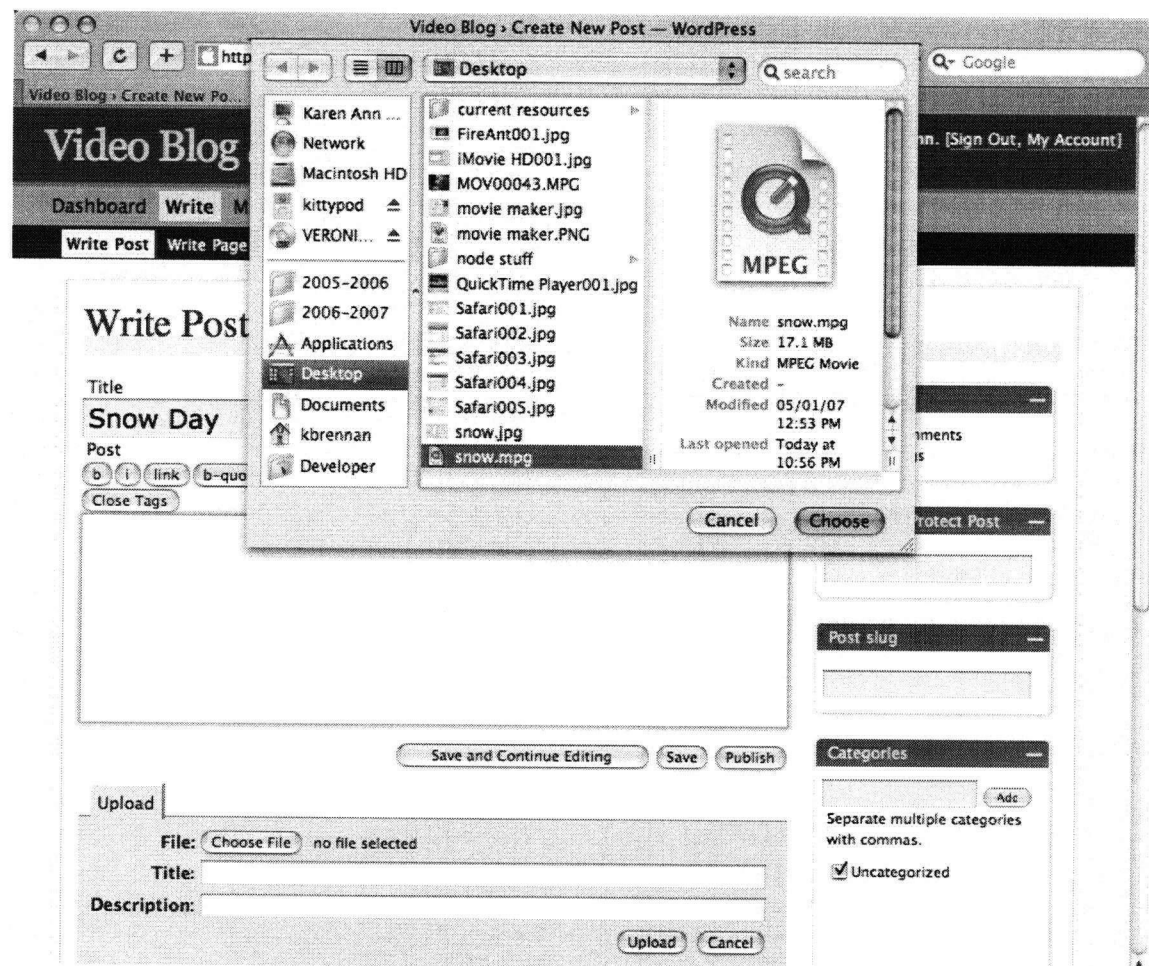 Video Blog › Create New Post — WordPress
http
Desktop
search
Google
Video Blog › Create New Po...
Video Blog
nn. [Sign Out, My Account]
Dashboard Write M
Write Post Write Page
Karen Ann ...
Network
Macintosh HD
kittypod
VERONI...
2005-2006
2006-2007
Applications
Desktop
Documents
kbrennan
Developer
current resources
FireAnt001.jpg
iMovie HD001.jpg
MOV00043.MPG
movie maker.jpg
movie maker.PNG
node stuff
QuickTime Player001.jpg
Safari001.jpg
Safari002.jpg
Safari003.jpg
Safari004.jpg
Safari005.jpg
snow.jpg
snow.mpg
MPEG
Name snow.mpg
Size 17.1 MB
Kind MPEG Movie
Created -
Modified 05/01/07
12:53 PM
Last opened Today at
10:56 PM
Cancel Choose
Write Post
Title
Snow Day
Post
b i link b-quo
Close Tags
Save and Continue Editing Save Publish
Upload
File: Choose File no file selected
Title:
Description:
Upload Cancel
nments
gs
Protect Post
Post slug
Categories
Add
Separate multiple categories
with commas.
Uncategorized